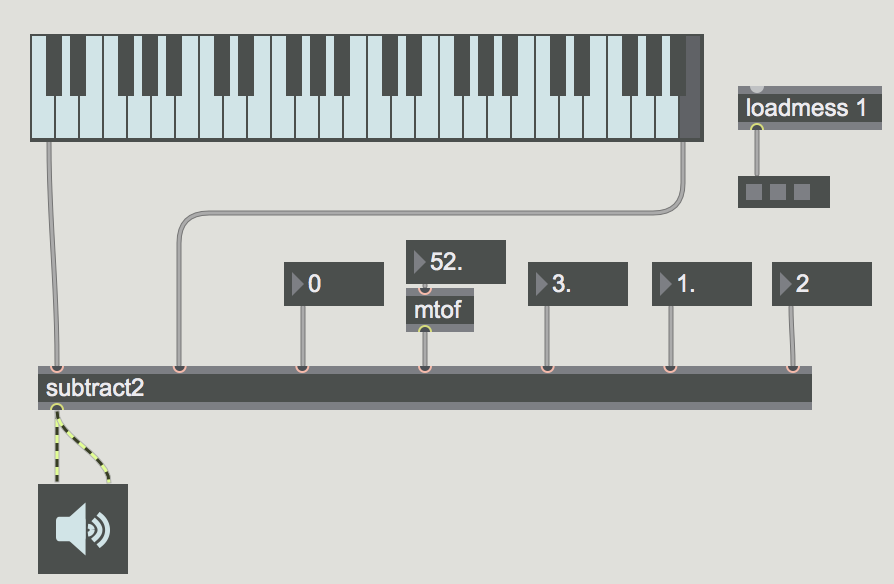 loadmess 1
52.
0
3.
1.
2
mtof
subtract2